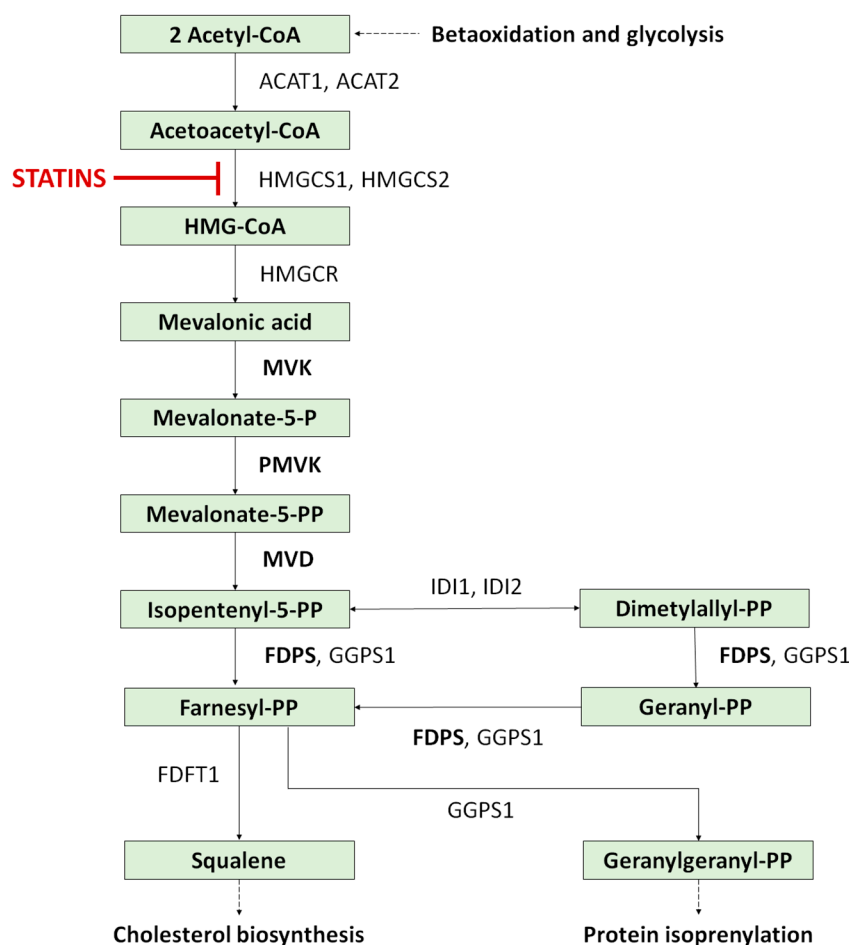 2 Acetyl-CoA
Betaoxidation and glycolysis
ACAT1, ACAT2
Acetoacetyl-CoA
STATINS
HMGCS1, HMGCS2
HMG-CoA
HMGCR
Mevalonic acid
MVK
Mevalonate-5-P
PMVK
Mevalonate-5-PP
MVD
IDI1, IDI2
Isopentenyl-5-PP
Dimetylallyl-PP
FDPS, GGPS1
FDPS, GGPS1
Farnesyl-PP
Geranyl-PP
FDPS, GGPS1
FDFT1
GGPS1
Squalene
Geranylgeranyl-PP
Cholesterol biosynthesis
Protein isoprenylation